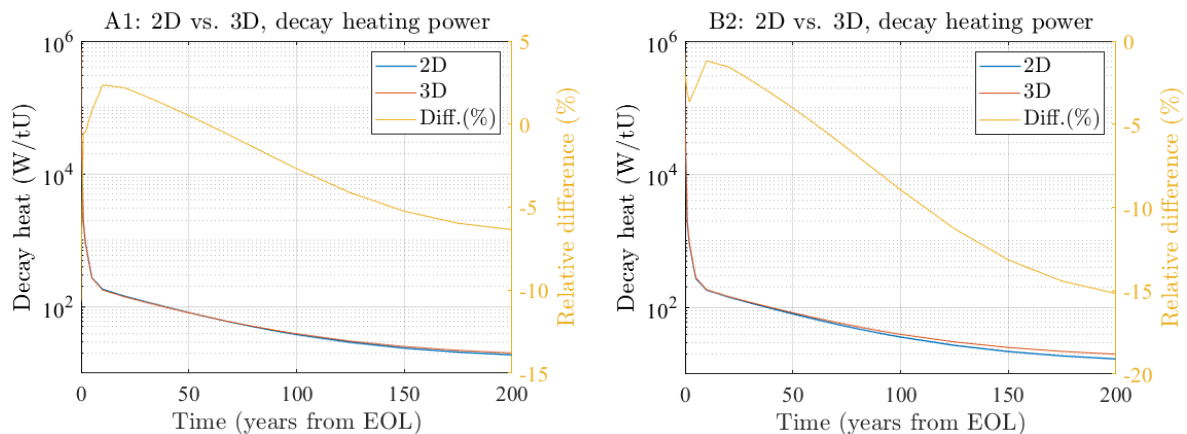 A1: 2D vs. 3D, decay heating power
10^6
10^4
10^2
Decay heat (W/tU)
2D
3D
Diff.(%)
5
0
-5
-10
-15
Relative difference (%)
0 50 100 150 200
Time (years from EOL)
B2: 2D vs. 3D, decay heating power
10^6
10^4
10^2
Decay heat (W/tU)
2D
3D
Diff.(%)
0
-5
-10
-15
-20
Relative difference (%)
0 50 100 150 200
Time (years from EOL)